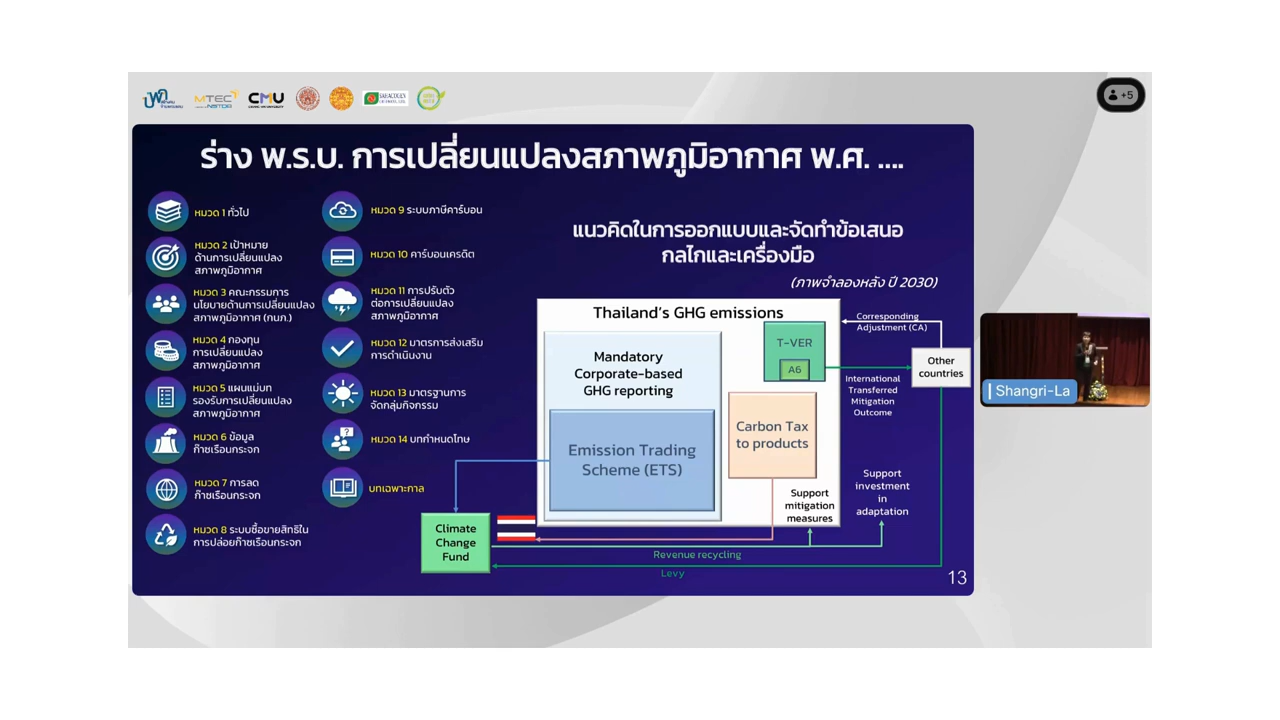 MTEC
NSTDA
CMU
+5
ร่าง พ.ร.บ. การเปลี่ยนแปลงสภาพภูมิอากาศ พ.ศ. ....
หมวด 1 ทั่วไป
หมวด 2 เป้าหมาย
ด้านการเปลี่ยนแปลง
สภาพภูมิอากาศ
หมวด 3 คณะกรรมการ
นโยบายด้านการเปลี่ยนแปลง
สภาพภูมิอากาศ (กนภ.)
หมวด 4 กองทุน
การเปลี่ยนแปลง
สภาพภูมิอากาศ
หมวด 5 แผนแม่บท
รองรับการเปลี่ยนแปลง
สภาพภูมิอากาศ
หมวด 6 ข้อมูล
ก๊าซเรือนกระจก
หมวด 7 การลด
ก๊าซเรือนกระจก
หมวด 8 ระบบซื้อขายสิทธิใน
การปล่อยก๊าซเรือนกระจก
หมวด 9 ระบบภาษีคาร์บอน
หมวด 10 คาร์บอนเครดิต
หมวด 11 การปรับตัว
ต่อการเปลี่ยนแปลง
สภาพภูมิอากาศ
หมวด 12 มาตรการส่งเสริม
การดำเนินงาน
หมวด 13 มาตรฐานการ
จัดกลุ่มกิจกรรม
หมวด 14 บทกำหนดโทษ
บทเฉพาะกาล
แนวคิดในการออกแบบและจัดทำข้อเสนอ
กลไกและเครื่องมือ
(ภาพจำลองหลัง ปี 2030)
Thailand's GHG emissions
Mandatory
Corporate-based
GHG reporting
Emission Trading
Scheme (ETS)
T-VER
A6
Carbon Tax
to products
Support
mitigation
measures
Corresponding
Adjustment (CA)
Other
countries
International
Transferred
Mitigation
Outcome
Support
investment
in
adaptation
Climate
Change
Fund
Revenue recycling
Levy
13
Shangri-La